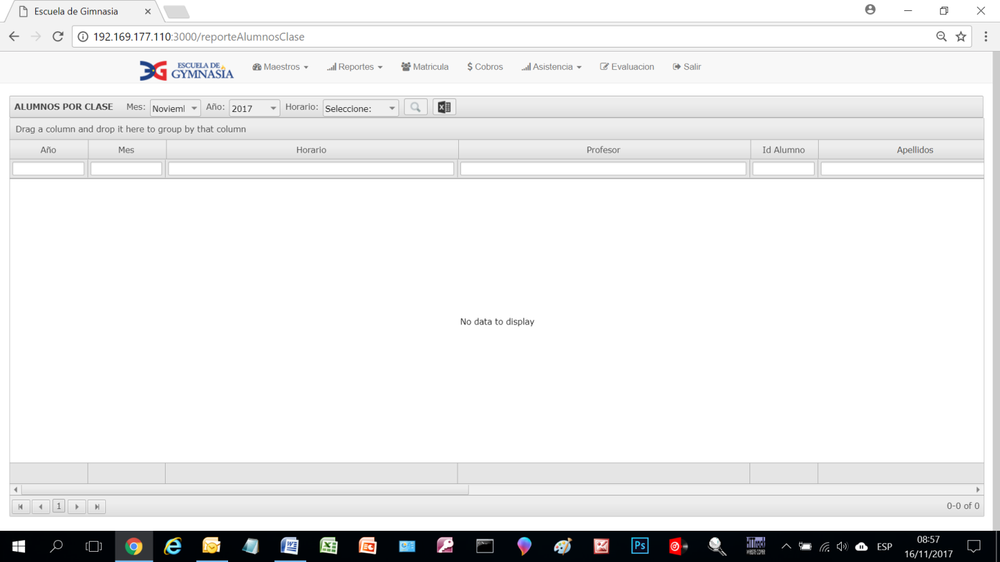 Escuela de Gimnasia
192.169.177.110:3000/reporteAlumnosClase
ESCUELA DE GYMNASIA
Maestros Reportes Matricula $ Cobros Asistencia Evaluacion Salir
ALUMNOS POR CLASE Mes: Noviem Año: 2017 Horario: Seleccione:
Drag a column and drop it here to group by that column
Año Mes Horario Profesor Id Alumno Apellidos
No data to display
1 0-0 of 0
Ps ESP 08:57
16/11/2017